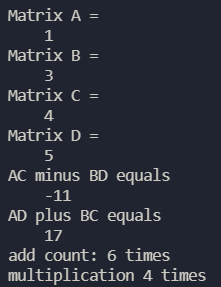 Matrix A =
1
Matrix B =
3
Matrix C =
4
Matrix D =
5
AC minus BD equals
-11
AD plus BC equals
17
add count: 6 times
multiplication 4 times